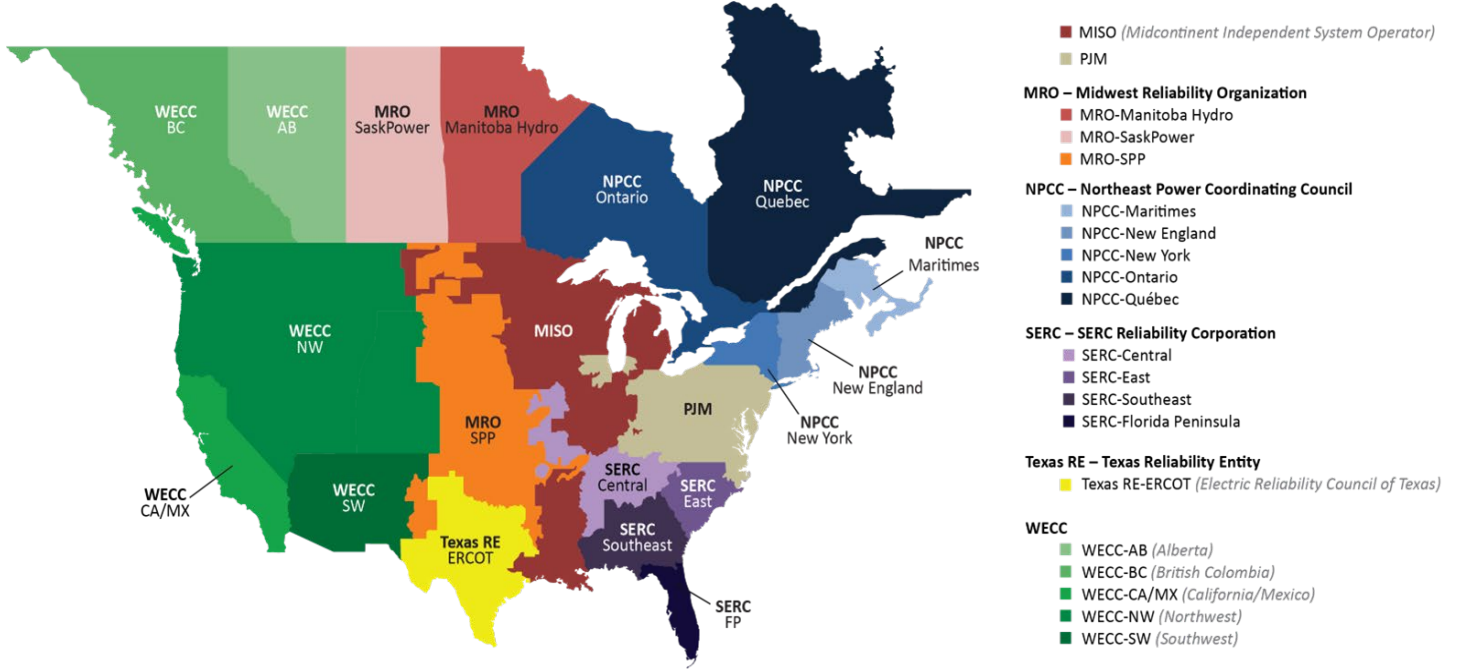 WECC
BC
WECC
AB
MRO
SaskPower
MRO
Manitoba Hydro
NPCC
Ontario
NPCC
Quebec
NPCC
Maritimes
WECC
NW
MISO
NPCC
New England
NPCC
New York
PJM
MRO
SPP
WECC
CA/MX
WECC
SW
SERC
Central
SERC
East
SERC
Southeast
Texas RE
ERCOT
SERC
FP
MISO (Midcontinent Independent System Operator)
PJM
MRO – Midwest Reliability Organization
MRO-Manitoba Hydro
MRO-SaskPower
MRO-SPP
NPCC – Northeast Power Coordinating Council
NPCC-Maritimes
NPCC-New England
NPCC-New York
NPCC-Ontario
NPCC-Québec
SERC – SERC Reliability Corporation
SERC-Central
SERC-East
SERC-Southeast
SERC-Florida Peninsula
Texas RE – Texas Reliability Entity
Texas RE-ERCOT (Electric Reliability Council of Texas)
WECC
WECC-AB (Alberta)
WECC-BC (British Colombia)
WECC-CA/MX (California/Mexico)
WECC-NW (Northwest)
WECC-SW (Southwest)